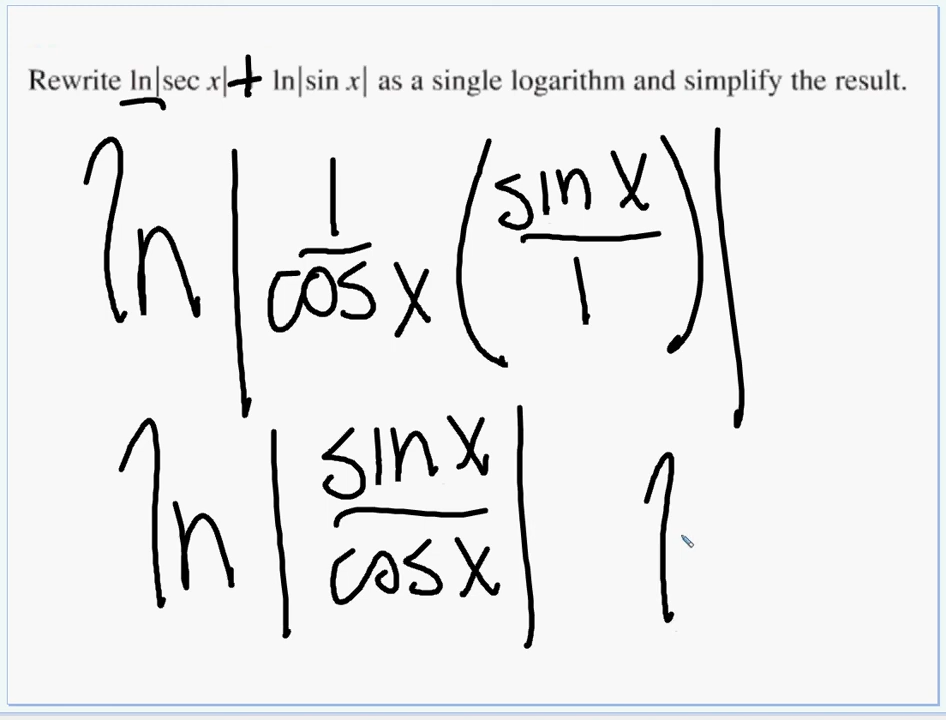 Rewrite ln|sec x| + ln|sin x| as a single logarithm and simplify the result.
ln | 1/cos x (sin x/1) |
ln | sin x/cos x | l